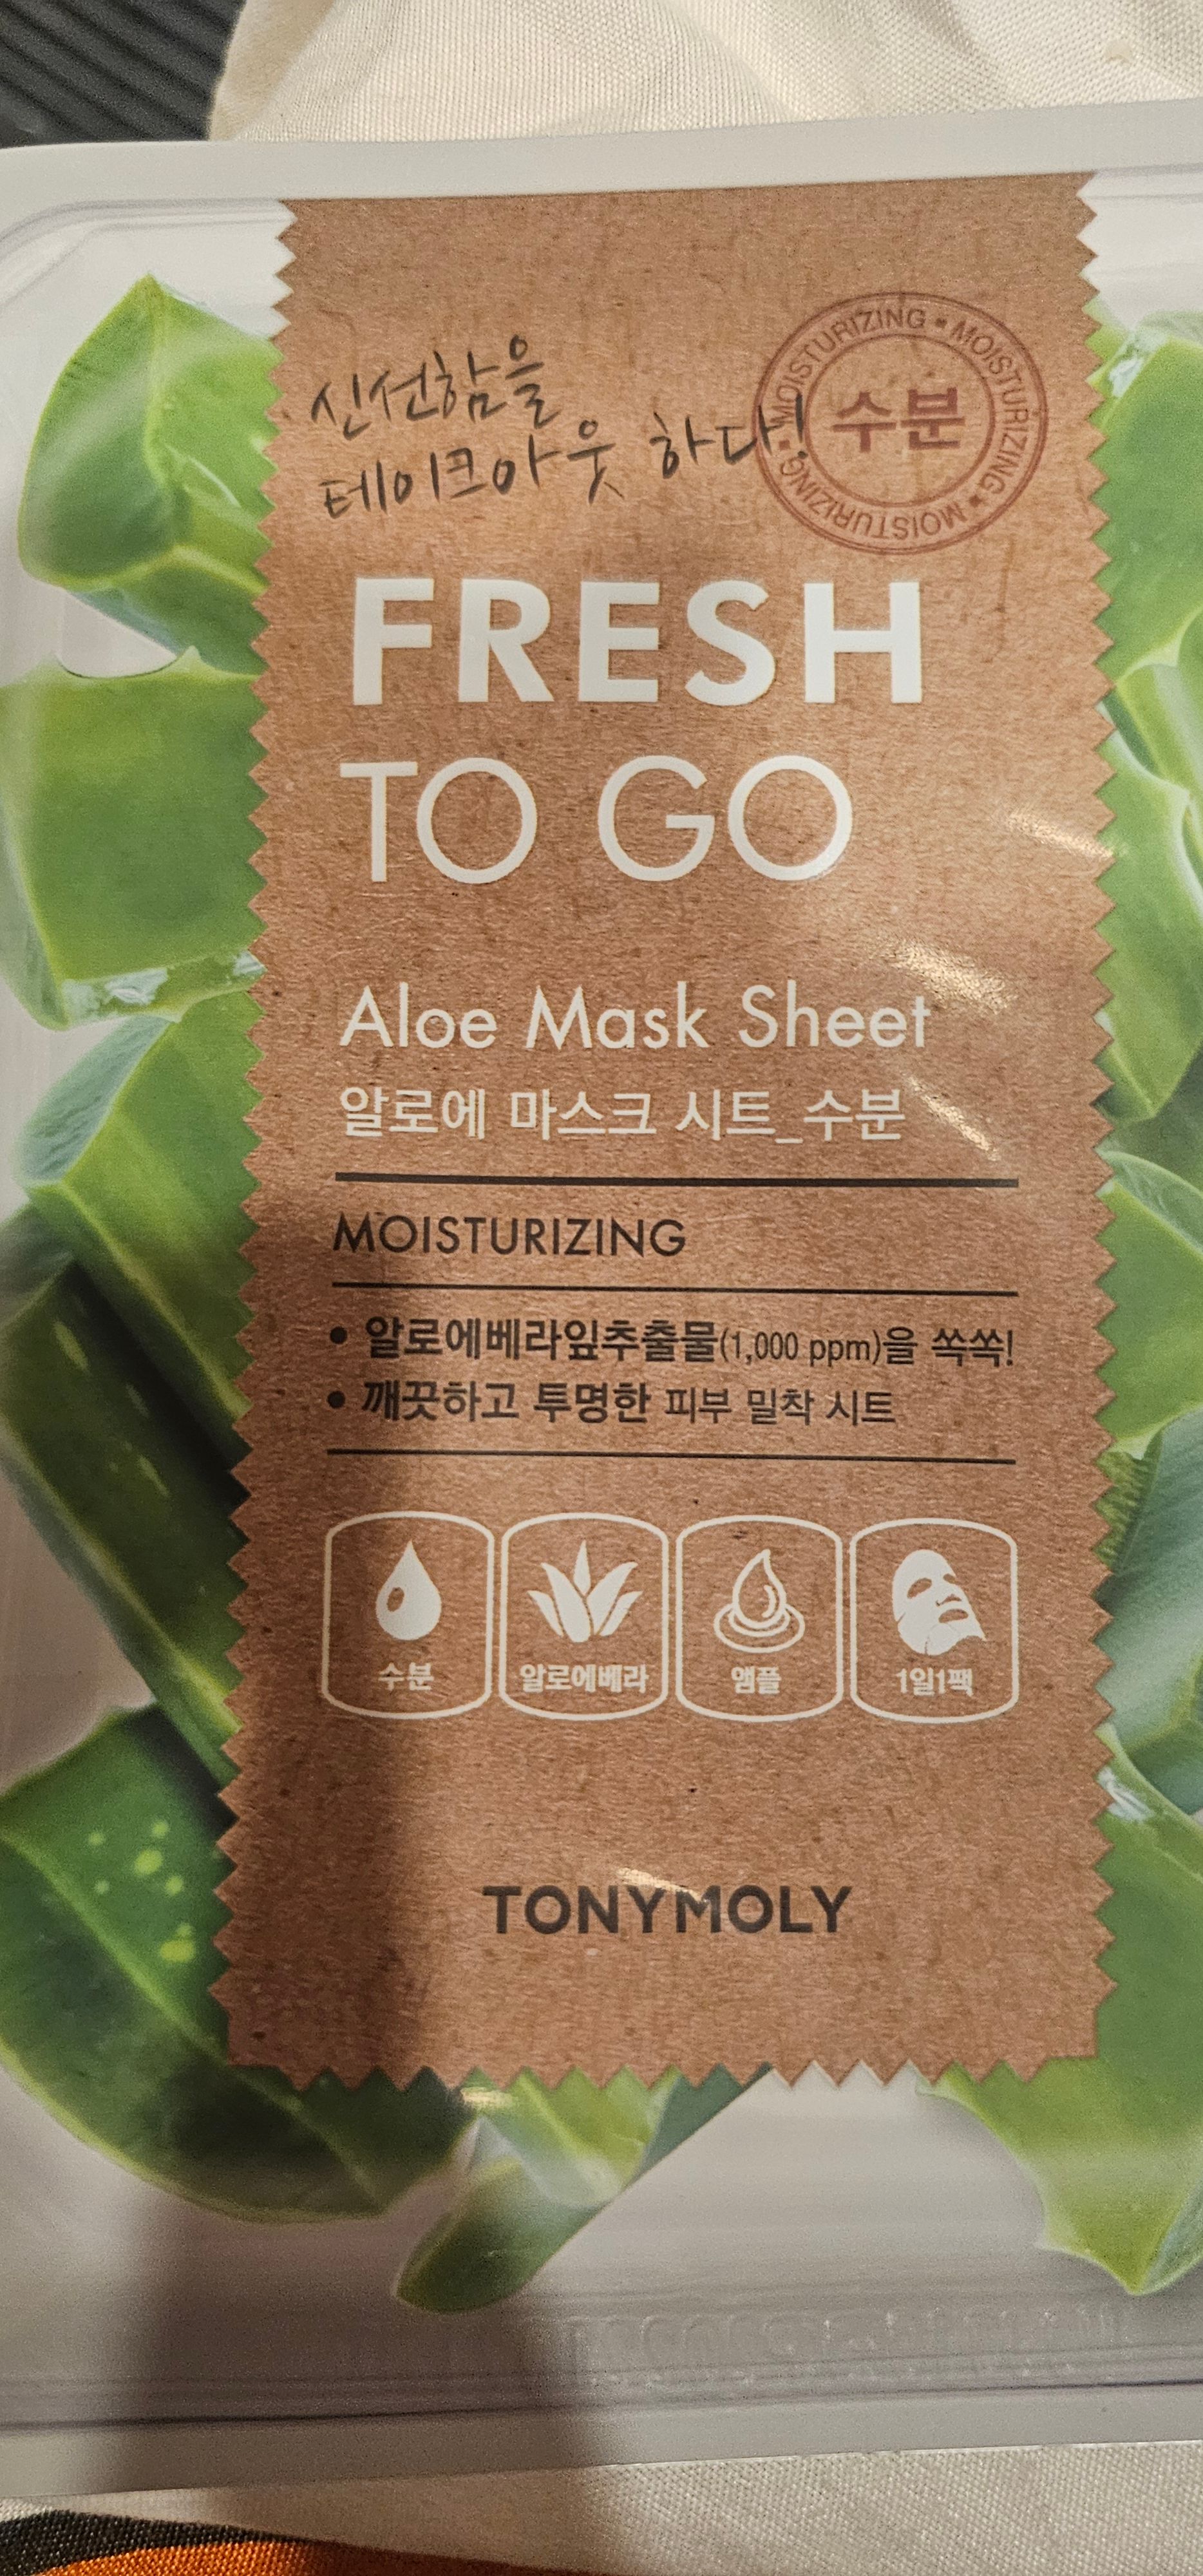 신선함을
테이크아웃 하다!
MOISTURIZING • MOISTURIZING • MOISTURIZING • MOISTURIZING
수분
FRESH
TO GO
Aloe Mask Sheet
알로에 마스크 시트_수분
MOISTURIZING
• 알로에베라잎추출물(1,000 ppm)을 쏙쏙!
• 깨끗하고 투명한 피부 밀착 시트
수분 알로에베라 앰플 1일1팩
TONYMOLY